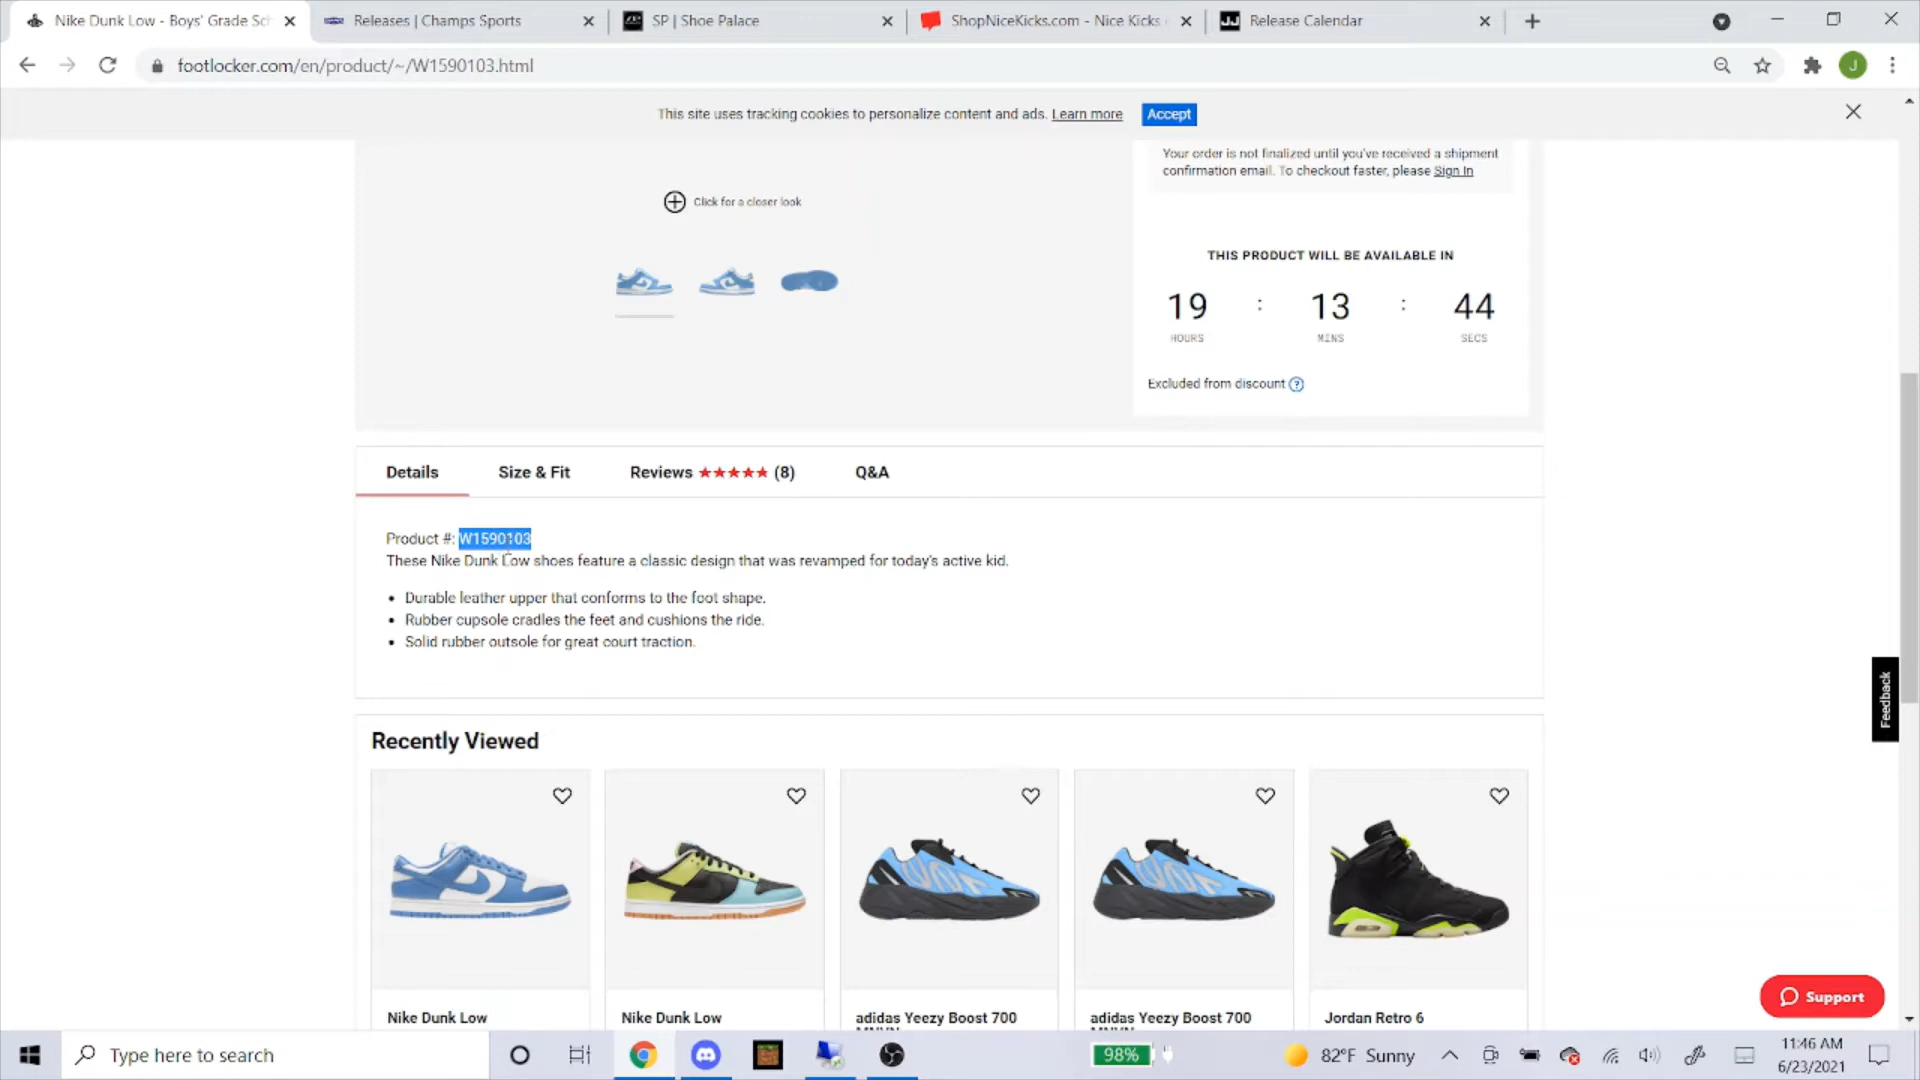 Nike Dunk Low - Boys' Grade Sch
Releases | Champs Sports
SP | Shoe Palace
ShopNiceKicks.com - Nice Kicks
Release Calendar
footlocker.com/en/product/~/W1590103.html
J
This site uses tracking cookies to personalize content and ads. Learn more Accept
Your order is not finalized until you've received a shipment
confirmation email. To checkout faster, please Sign In
Click for a closer look
THIS PRODUCT WILL BE AVAILABLE IN
19 : 13 : 44
HOURS MINS SECS
Excluded from discount ?
Details Size & Fit Reviews ★★★★★ (8) Q&A
Product #: W1590103
These Nike Dunk Low shoes feature a classic design that was revamped for today's active kid.
• Durable leather upper that conforms to the foot shape.
• Rubber cupsole cradles the feet and cushions the ride.
• Solid rubber outsole for great court traction.
Feedback
Recently Viewed
Nike Dunk Low
Nike Dunk Low
adidas Yeezy Boost 700
MNVN
adidas Yeezy Boost 700
MNVN
Jordan Retro 6
Support
Type here to search
98%
82°F Sunny
11:46 AM
6/23/2021